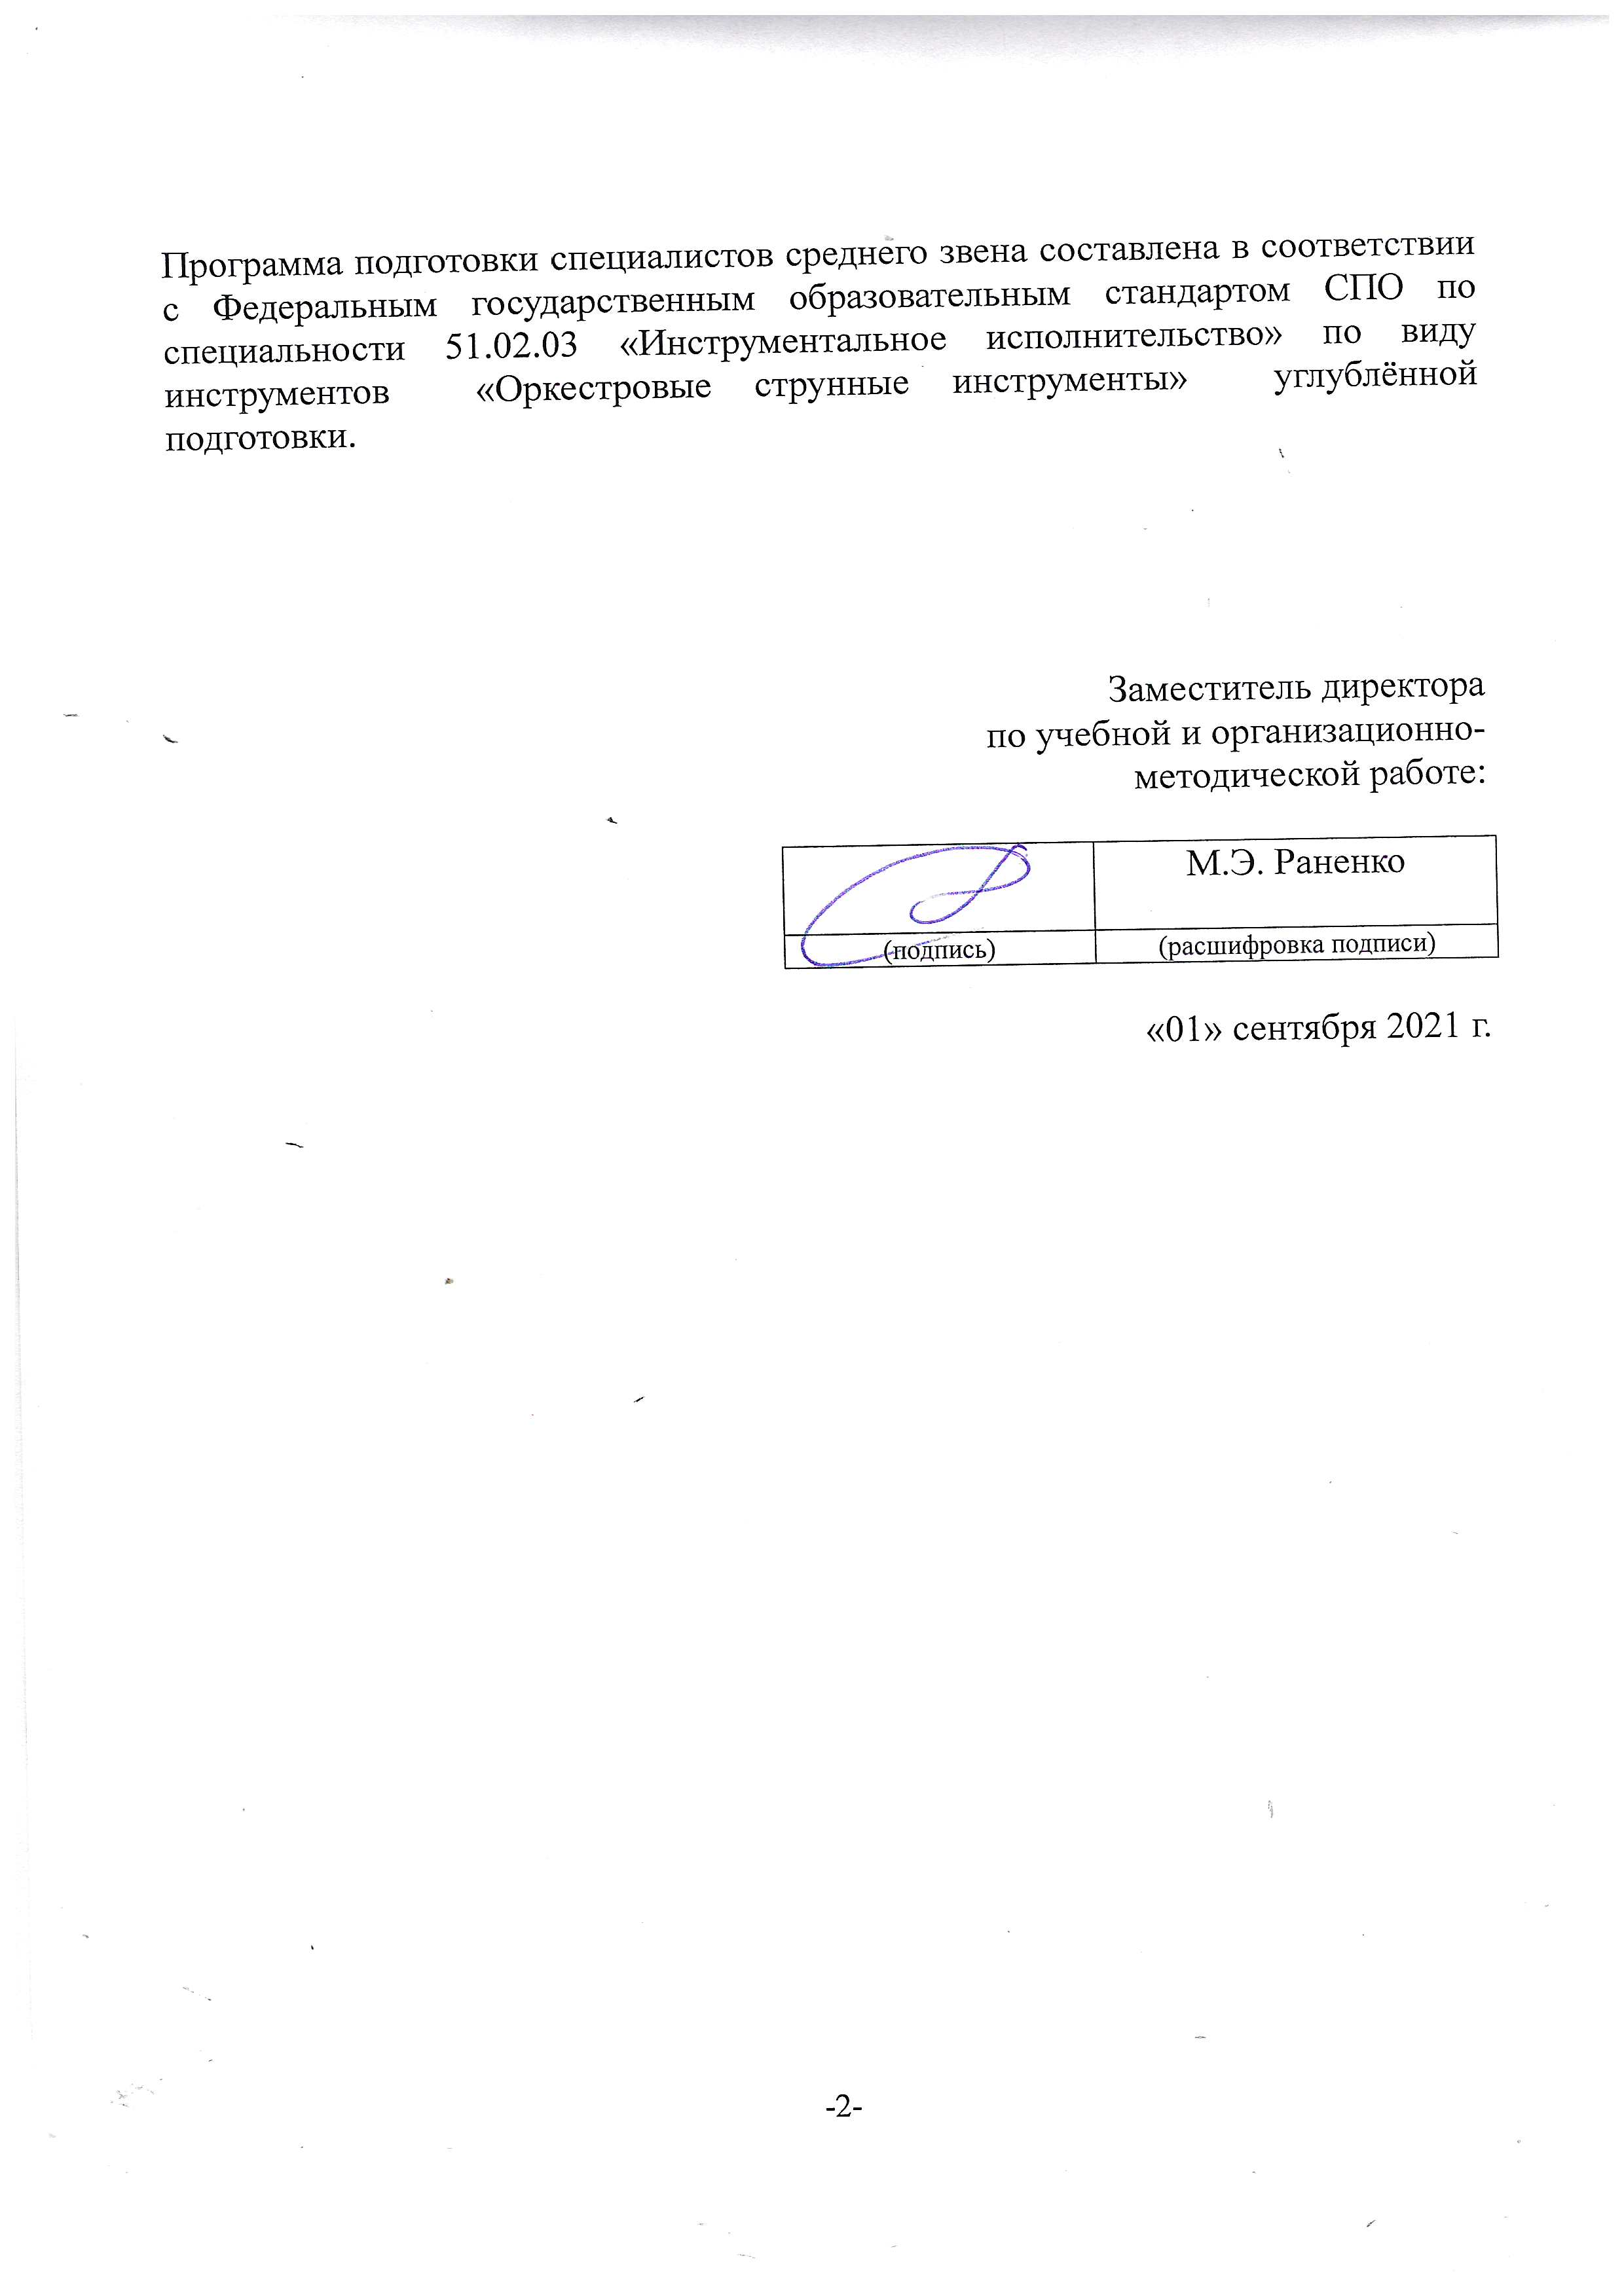 Программа подготовки специалистов среднего звена составлена в соответствии
с Федеральным государственным образовательным стандартом СПО по
специальности 51.02.03 «Инструментальное исполнительство» по виду
инструментов «Оркестровые струнные инструменты» углублённой
подготовки.
Заместитель директора
по учебной и организационно-
методической работе:
М.Э. Раненко
(подпись) (расшифровка подписи)
«01» сентября 2021 г.
-2-